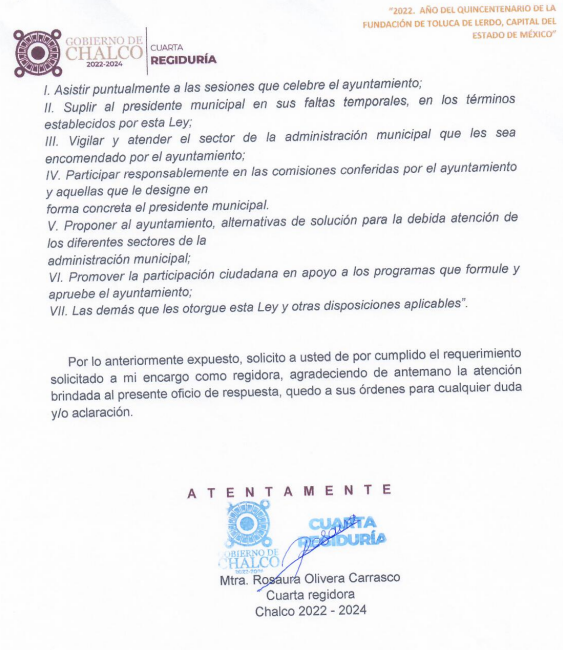 "2022. AÑO DEL QUINCENTENARIO DE LA
FUNDACIÓN DE TOLUCA DE LERDO, CAPITAL DEL
ESTADO DE MÉXICO"
GOBIERNO DE
CHALCO
2022-2024
CUARTA
REGIDURÍA
I. Asistir puntualmente a las sesiones que celebre el ayuntamiento;
II. Suplir al presidente municipal en sus faltas temporales, en los términos
establecidos por esta Ley;
III. Vigilar y atender el sector de la administración municipal que les sea
encomendado por el ayuntamiento;
IV. Participar responsablemente en las comisiones conferidas por el ayuntamiento
y aquellas que le designe en
forma concreta el presidente municipal.
V. Proponer al ayuntamiento, alternativas de solución para la debida atención de
los diferentes sectores de la
administración municipal;
VI. Promover la participación ciudadana en apoyo a los programas que formule y
apruebe el ayuntamiento;
VII. Las demás que les otorgue esta Ley y otras disposiciones aplicables".
Por lo anteriormente expuesto, solicito a usted de por cumplido el requerimiento
solicitado a mi encargo como regidora, agradeciendo de antemano la atención
brindada al presente oficio de respuesta, quedo a sus órdenes para cualquier duda
y/o aclaración.
A T E N T A M E N T E
CUARTA
REGIDURÍA
GOBIERNO DE
CHALCO
2022-2024
Mtra. Rosaura Olivera Carrasco
Cuarta regidora
Chalco 2022 - 2024